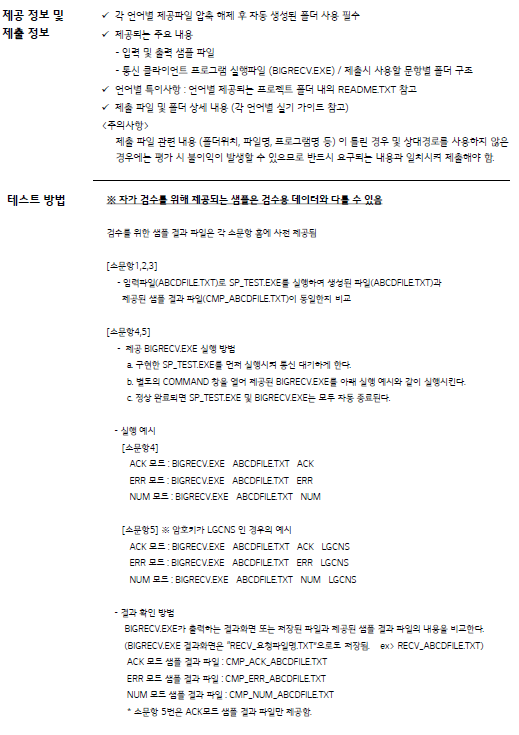 제공 정보 및
제출 정보
✓ 각 언어별 제공파일 압축 해제 후 자동 생성된 폴더 사용 필수
✓ 제공되는 주요 내용
- 입력 및 출력 샘플 파일
- 통신 클라이언트 프로그램 실행파일 (BIGRECV.EXE) / 제출시 사용할 문항별 폴더 구조
✓ 언어별 특이사항 : 언어별 제공되는 프로젝트 폴더 내의 README.TXT 참고
✓ 제출 파일 및 폴더 상세 내용 (각 언어별 실기 가이드 참고)
<주의사항>
제출 파일 관련 내용 (폴더위치, 파일명, 프로그램명 등) 이 틀린 경우 및 상대경로를 사용하지 않은
경우에는 평가 시 불이익이 발생할 수 있으므로 반드시 요구되는 내용과 일치시켜 제출해야 함.
테스트 방법
※ 자가 검수를 위해 제공되는 샘플은 검수용 데이터와 다를 수 있음
검수를 위한 샘플 결과 파일은 각 소문항 홈에 사전 제공됨
[소문항1,2,3]
- 입력파일(ABCDFILE.TXT)로 SP_TEST.EXE를 실행하여 생성된 파일(ABCDFILE.TXT)과
제공된 샘플 결과 파일(CMP_ABCDFILE.TXT)이 동일한지 비교
[소문항4,5]
- 제공 BIGRECV.EXE 실행 방법
a. 구현한 SP_TEST.EXE를 먼저 실행시켜 통신 대기하게 한다.
b. 별도의 COMMAND 창을 열어 제공된 BIGRECV.EXE를 아래 실행 예시와 같이 실행시킨다.
c. 정상 완료되면 SP_TEST.EXE 및 BIGRECV.EXE는 모두 자동 종료된다.
- 실행 예시
[소문항4]
ACK 모드 : BIGRECV.EXE ABCDFILE.TXT ACK
ERR 모드 : BIGRECV.EXE ABCDFILE.TXT ERR
NUM 모드 : BIGRECV.EXE ABCDFILE.TXT NUM
[소문항5] ※ 암호키가 LGCNS 인 경우의 예시
ACK 모드 : BIGRECV.EXE ABCDFILE.TXT ACK LGCNS
ERR 모드 : BIGRECV.EXE ABCDFILE.TXT ERR LGCNS
NUM 모드 : BIGRECV.EXE ABCDFILE.TXT NUM LGCNS
- 결과 확인 방법
BIGRECV.EXE가 출력하는 결과화면 또는 저장된 파일과 제공된 샘플 결과 파일의 내용을 비교한다.
(BIGRECV.EXE 결과화면은 "RECV_요청파일명.TXT"으로도 저장됨. ex> RECV_ABCDFILE.TXT)
ACK 모드 샘플 결과 파일 : CMP_ACK_ABCDFILE.TXT
ERR 모드 샘플 결과 파일 : CMP_ERR_ABCDFILE.TXT
NUM 모드 샘플 결과 파일 : CMP_NUM_ABCDFILE.TXT
* 소문항 5번은 ACK모드 샘플 결과 파일만 제공함.